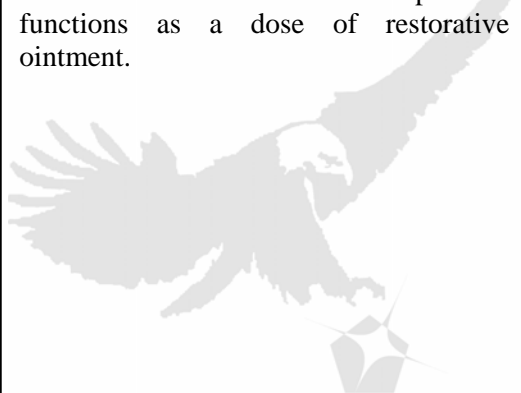 functions as a dose of restorative
ointment.